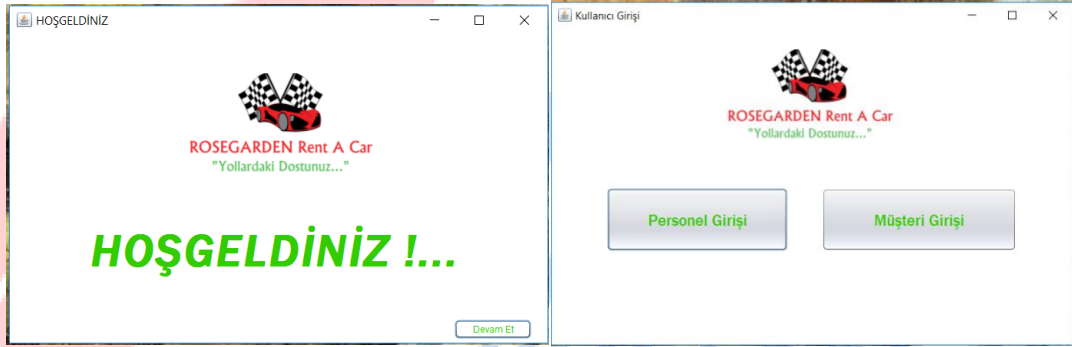 HOŞGELDİNİZ
ROSEGARDEN Rent A Car
"Yollardaki Dostunuz..."
HOŞGELDİNİZ !...
Devam Et
Kullanıcı Girişi
ROSEGARDEN Rent A Car
"Yollardaki Dostunuz..."
Personel Girişi
Müşteri Girişi